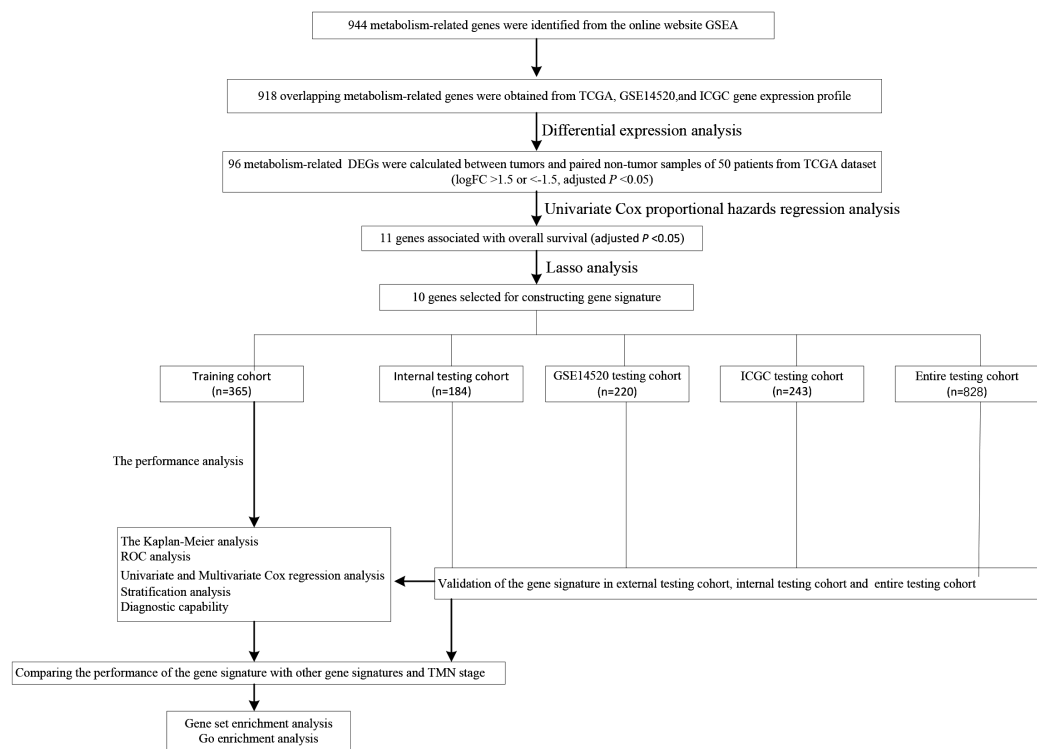 944 metabolism-related genes were identified from the online website GSEA
918 overlapping metabolism-related genes were obtained from TCGA, GSE14520,and ICGC gene expression profile
Differential expression analysis
96 metabolism-related DEGs were calculated between tumors and paired non-tumor samples of 50 patients from TCGA dataset
(logFC >1.5 or <-1.5, adjusted P <0.05)
Univariate Cox proportional hazards regression analysis
11 genes associated with overall survival (adjusted P <0.05)
Lasso analysis
10 genes selected for constructing gene signature
Training cohort
(n=365)
Internal testing cohort
(n=184)
GSE14520 testing cohort
(n=220)
ICGC testing cohort
(n=243)
Entire testing cohort
(n=828)
The performance analysis
The Kaplan-Meier analysis
ROC analysis
Univariate and Multivariate Cox regression analysis
Stratification analysis
Diagnostic capability
Validation of the gene signature in external testing cohort, internal testing cohort and entire testing cohort
Comparing the performance of the gene signature with other gene signatures and TMN stage
Gene set enrichment analysis
Go enrichment analysis